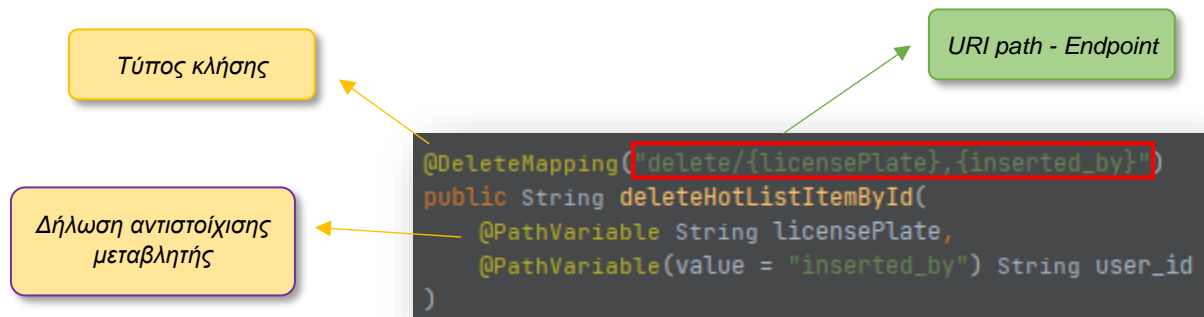 Τύπος κλήσης
URI path - Endpoint
@DeleteMapping("delete/{licensePlate},{inserted_by}")
public String deleteHotListItemById(
Δήλωση αντιστοίχισης
μεταβλητής
@PathVariable String licensePlate,
@PathVariable(value = "inserted_by") String user_id
)